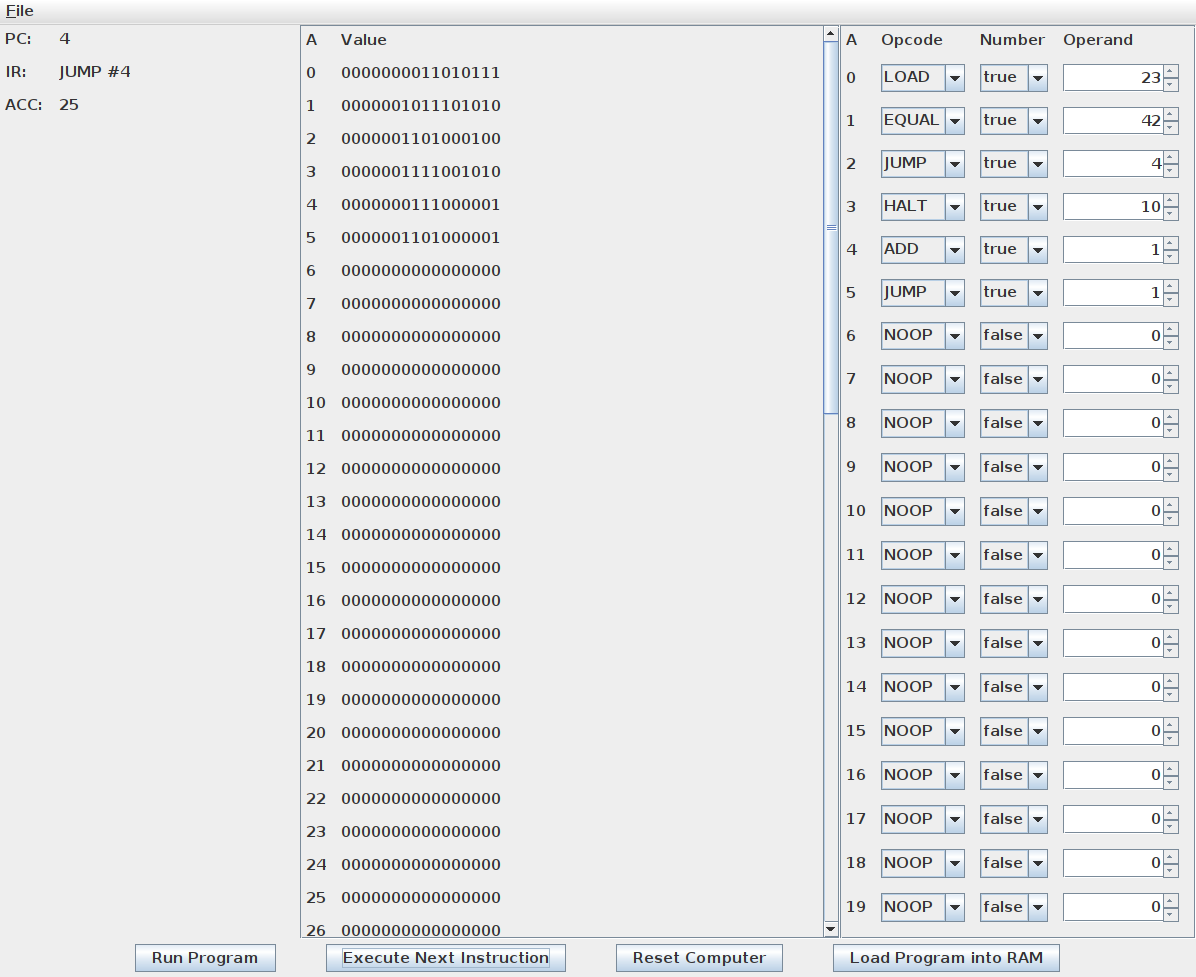 File
PC: 4
IR: JUMP #4
ACC: 25
A Value
0 0000000011010111
1 0000001011101010
2 0000001101000100
3 0000001111001010
4 0000000111000001
5 0000001101000001
6 0000000000000000
7 0000000000000000
8 0000000000000000
9 0000000000000000
10 0000000000000000
11 0000000000000000
12 0000000000000000
13 0000000000000000
14 0000000000000000
15 0000000000000000
16 0000000000000000
17 0000000000000000
18 0000000000000000
19 0000000000000000
20 0000000000000000
21 0000000000000000
22 0000000000000000
23 0000000000000000
24 0000000000000000
25 0000000000000000
26 0000000000000000
A Opcode Number Operand
0 LOAD true 23
1 EQUAL true 42
2 JUMP true 4
3 HALT true 10
4 ADD true 1
5 JUMP true 1
6 NOOP false 0
7 NOOP false 0
8 NOOP false 0
9 NOOP false 0
10 NOOP false 0
11 NOOP false 0
12 NOOP false 0
13 NOOP false 0
14 NOOP false 0
15 NOOP false 0
16 NOOP false 0
17 NOOP false 0
18 NOOP false 0
19 NOOP false 0
Run Program Execute Next Instruction Reset Computer Load Program into RAM